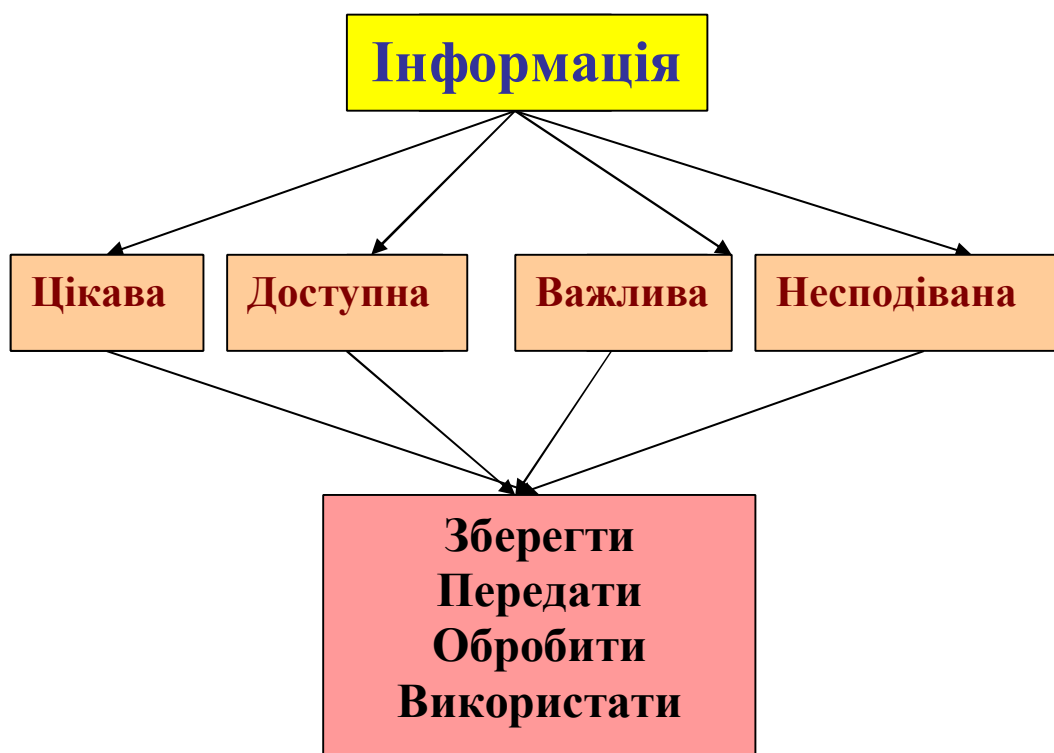 Інформація
Цікава
Доступна
Важлива
Несподівана
Зберегти
Передати
Обробити
Використати